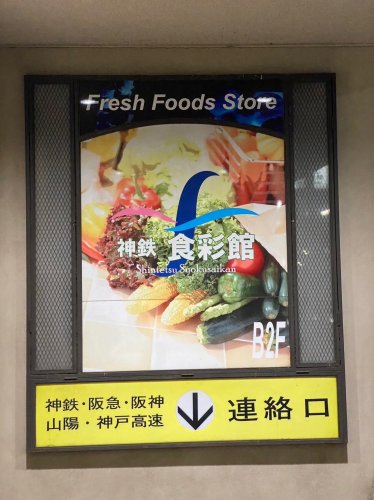 Fresh Foods Store
神鉄 食彩館
Shintetsu Syokusaikan
B2F
神鉄・阪急・阪神
山陽・神戸高速
↓ 連絡口